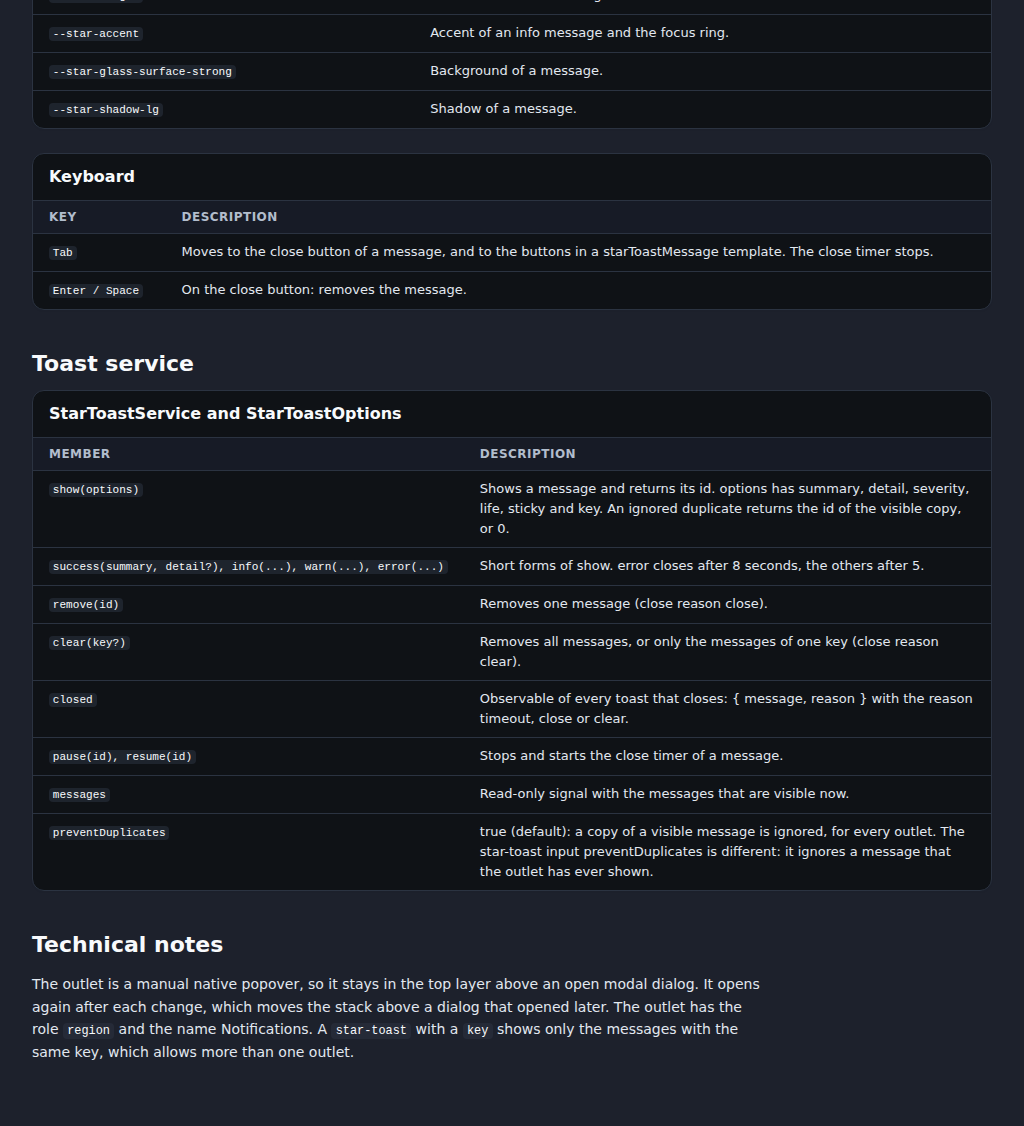 --star-accent Accent of an info message and the focus ring.
--star-glass-surface-strong Background of a message.
--star-shadow-lg Shadow of a message.
Keyboard
KEY DESCRIPTION
Tab Moves to the close button of a message, and to the buttons in a starToastMessage template. The close timer stops.
Enter / Space On the close button: removes the message.
Toast service
StarToastService and StarToastOptions
MEMBER DESCRIPTION
show(options) Shows a message and returns its id. options has summary, detail, severity,
life, sticky and key. An ignored duplicate returns the id of the visible copy,
or 0.
success(summary, detail?), info(...), warn(...), error(...) Short forms of show. error closes after 8 seconds, the others after 5.
remove(id) Removes one message (close reason close).
clear(key?) Removes all messages, or only the messages of one key (close reason
clear).
closed Observable of every toast that closes: { message, reason } with the reason
timeout, close or clear.
pause(id), resume(id) Stops and starts the close timer of a message.
messages Read-only signal with the messages that are visible now.
preventDuplicates true (default): a copy of a visible message is ignored, for every outlet. The
star-toast input preventDuplicates is different: it ignores a message that
the outlet has ever shown.
Technical notes
The outlet is a manual native popover, so it stays in the top layer above an open modal dialog. It opens
again after each change, which moves the stack above a dialog that opened later. The outlet has the
role region and the name Notifications. A star-toast with a key shows only the messages with the
same key, which allows more than one outlet.